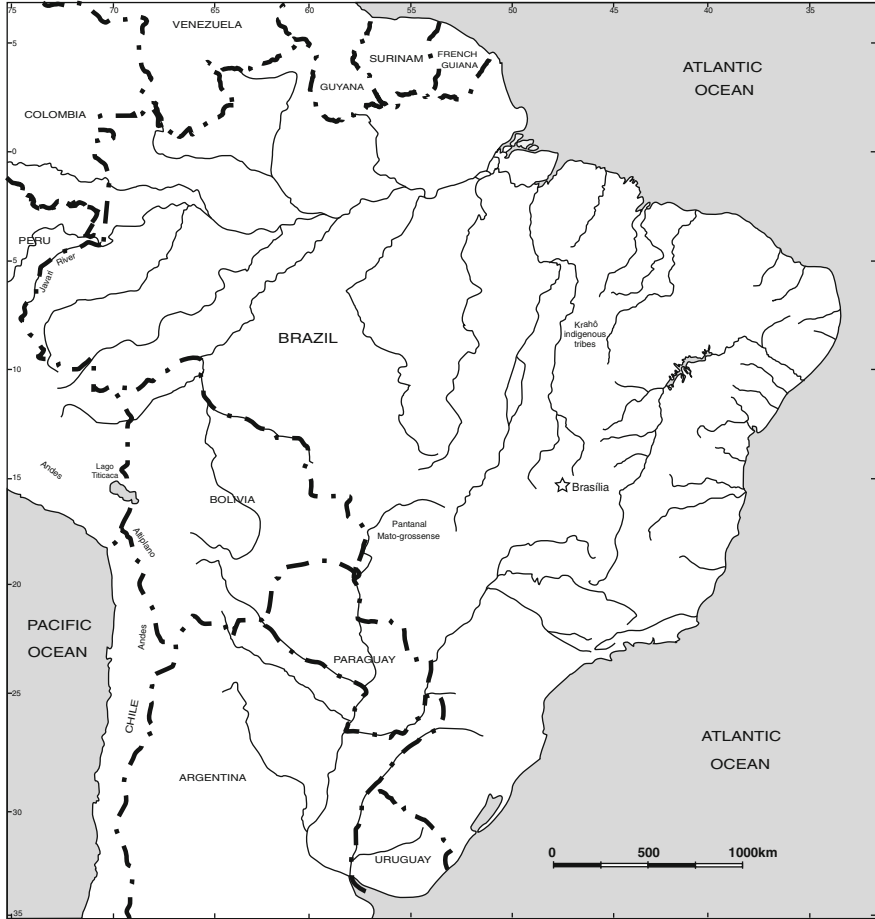 70
65
60
55
50
45
40
35
75
5
0
5
10
15
20
25
30
35
VENEZUELA
SURINAM
FRENCH
GUIANA
GUYANA
ATLANTIC
OCEAN
COLOMBIA
PERU
Javari
River
BRAZIL
Krahô
indigenous
tribes
Andes
Lago
Titicaca
BOLIVIA
Brasília
Pantanal
Mato-grossense
Altiplano
PACIFIC
OCEAN
Andes
PARAGUAY
CHILE
ARGENTINA
ATLANTIC
OCEAN
URUGUAY
0
500
1000km